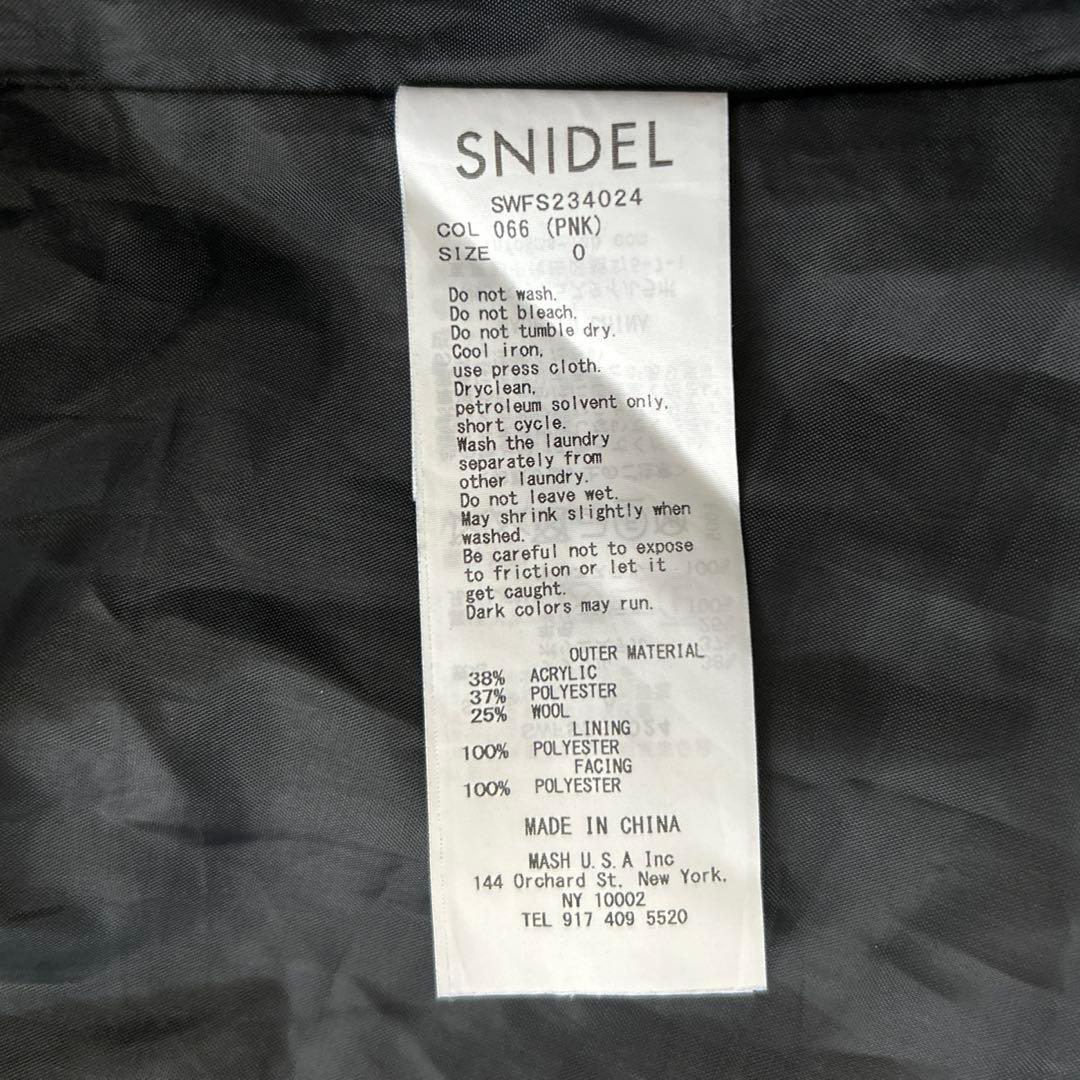 SNIDEL
SWFS234024
COL 066 (PNK)
SIZE 0
Do not wash.
Do not bleach.
Do not tumble dry.
Cool iron,
use press cloth.
Dryclean,
petroleum solvent only,
short cycle.
Wash the laundry
separately from
other laundry.
Do not leave wet.
May shrink slightly when
washed.
Be careful not to expose
to friction or let it
get caught.
Dark colors may run.
OUTER MATERIAL
38% ACRYLIC
37% POLYESTER
25% WOOL
LINING
100% POLYESTER
FACING
100% POLYESTER
MADE IN CHINA
MASH U.S.A Inc
144 Orchard St, New York.
NY 10002
TEL 917 409 5520